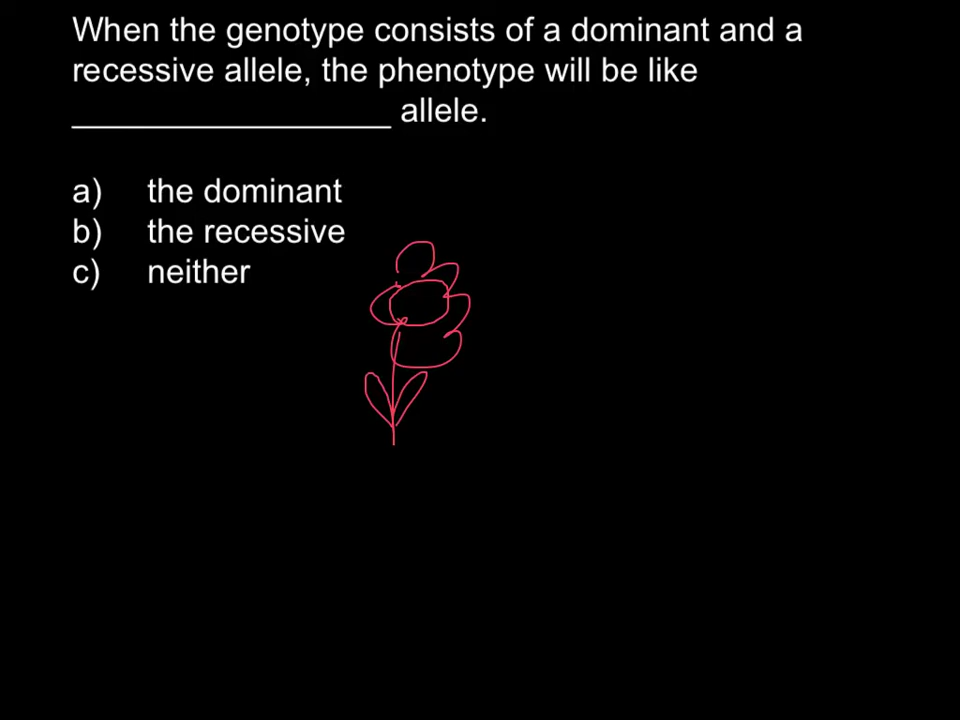 When the genotype consists of a dominant and a
recessive allele, the phenotype will be like
_________________ allele.
a) the dominant
b) the recessive
c) neither